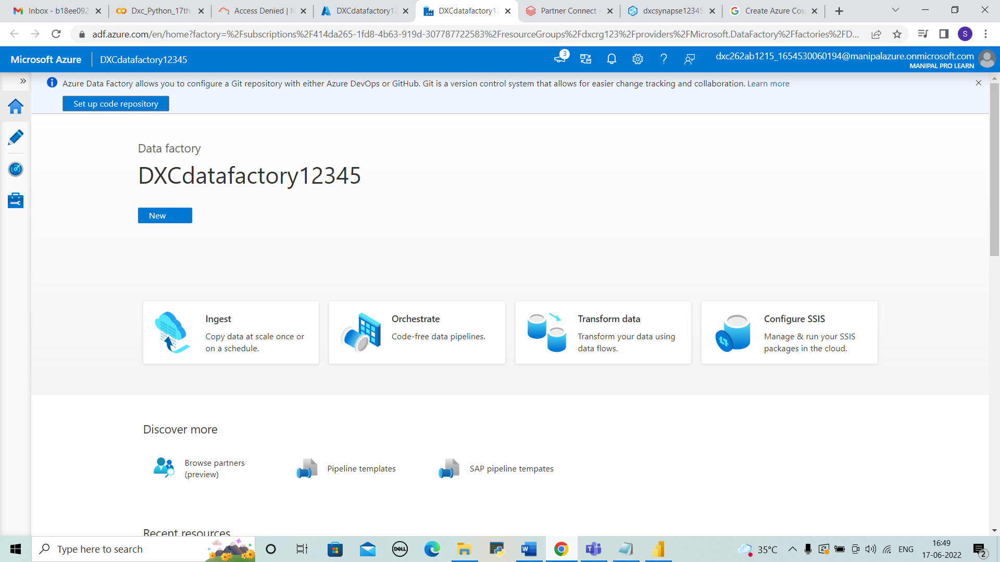 Inbox - b18ee092
Dxc_Python_17th
Access Denied | N
DXCdatafactory12
DXCdatafactory12
Partner Connect -
dxcsynapse12345
Create Azure Cos
adf.azure.com/en/home?factory=%2Fsubscriptions%2F414da265-1fd8-4b63-919d-307787722583%2FresourceGroups%2Fdxcrg123%2Fproviders%2FMicrosoft.DataFactory%2Ffactories%2FD...
S
Microsoft Azure
DXCdatafactory12345
3
dxc262ab1215_1654530060194@manipalazure.onmicrosoft.com
MANIPAL PRO LEARN
Azure Data Factory allows you to configure a Git repository with either Azure DevOps or GitHub. Git is a version control system that allows for easier change tracking and collaboration. Learn more
Set up code repository
Data factory
DXCdatafactory12345
New
Ingest
Copy data at scale once or
on a schedule.
Orchestrate
Code-free data pipelines.
Transform data
Transform your data using
data flows.
Configure SSIS
Manage & run your SSIS
packages in the cloud.
Discover more
Browse partners
(preview)
Pipeline templates
SAP pipeline tempates
Recent resources
Type here to search
DELL
35°C
ENG
16:49
17-06-2022
2